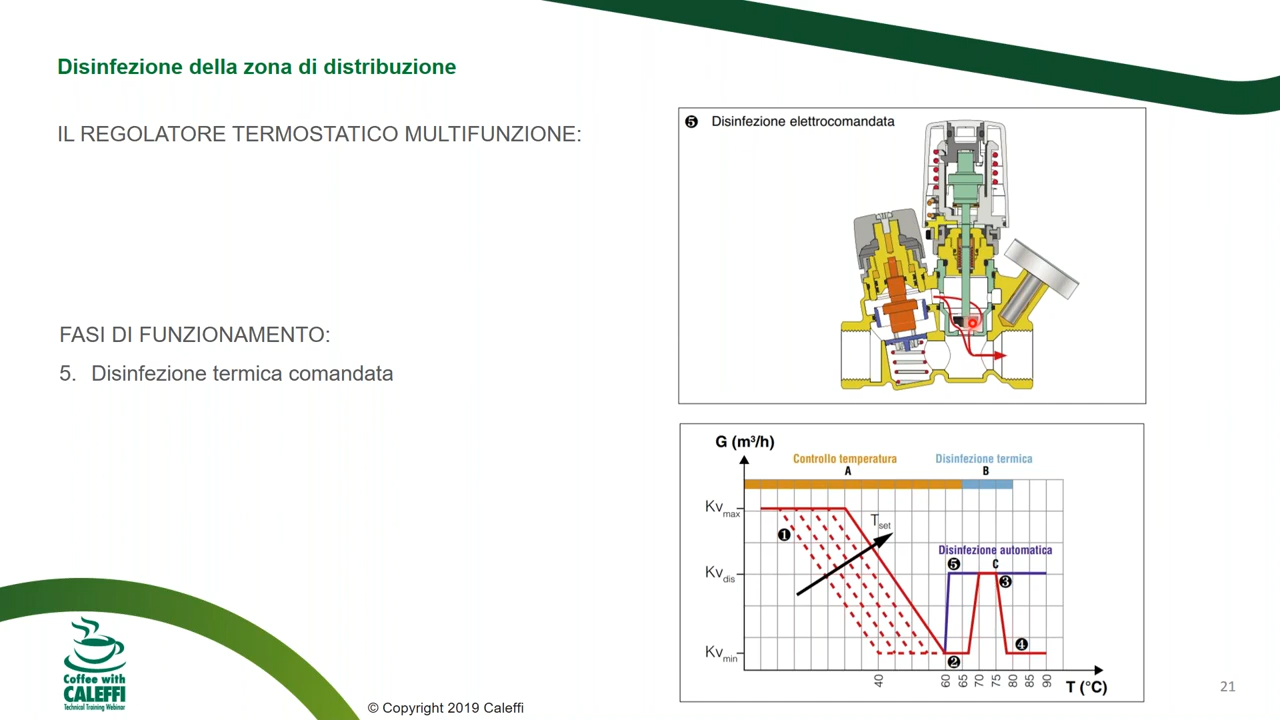 Disinfezione della zona di distribuzione
IL REGOLATORE TERMOSTATICO MULTIFUNZIONE:
FASI DI FUNZIONAMENTO:
5. Disinfezione termica comandata
❺ Disinfezione elettrocomandata
G (m³/h)
Controllo temperatura
A
Disinfezione termica
B
Kv max
Tset
❶
Disinfezione automatica
❺ C
Kv dis
❸
❹
Kv min
❷
40 60 65 70 75 80 85 90
T (°C)
Coffee with
CALEFFI
Technical Training Webinar
© Copyright 2019 Caleffi
21